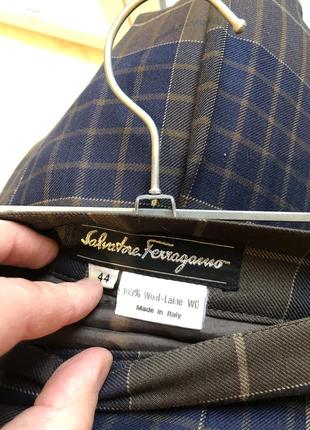 Salvatore Ferragamo
44
100% Wool-Laine WO
Made in Italy